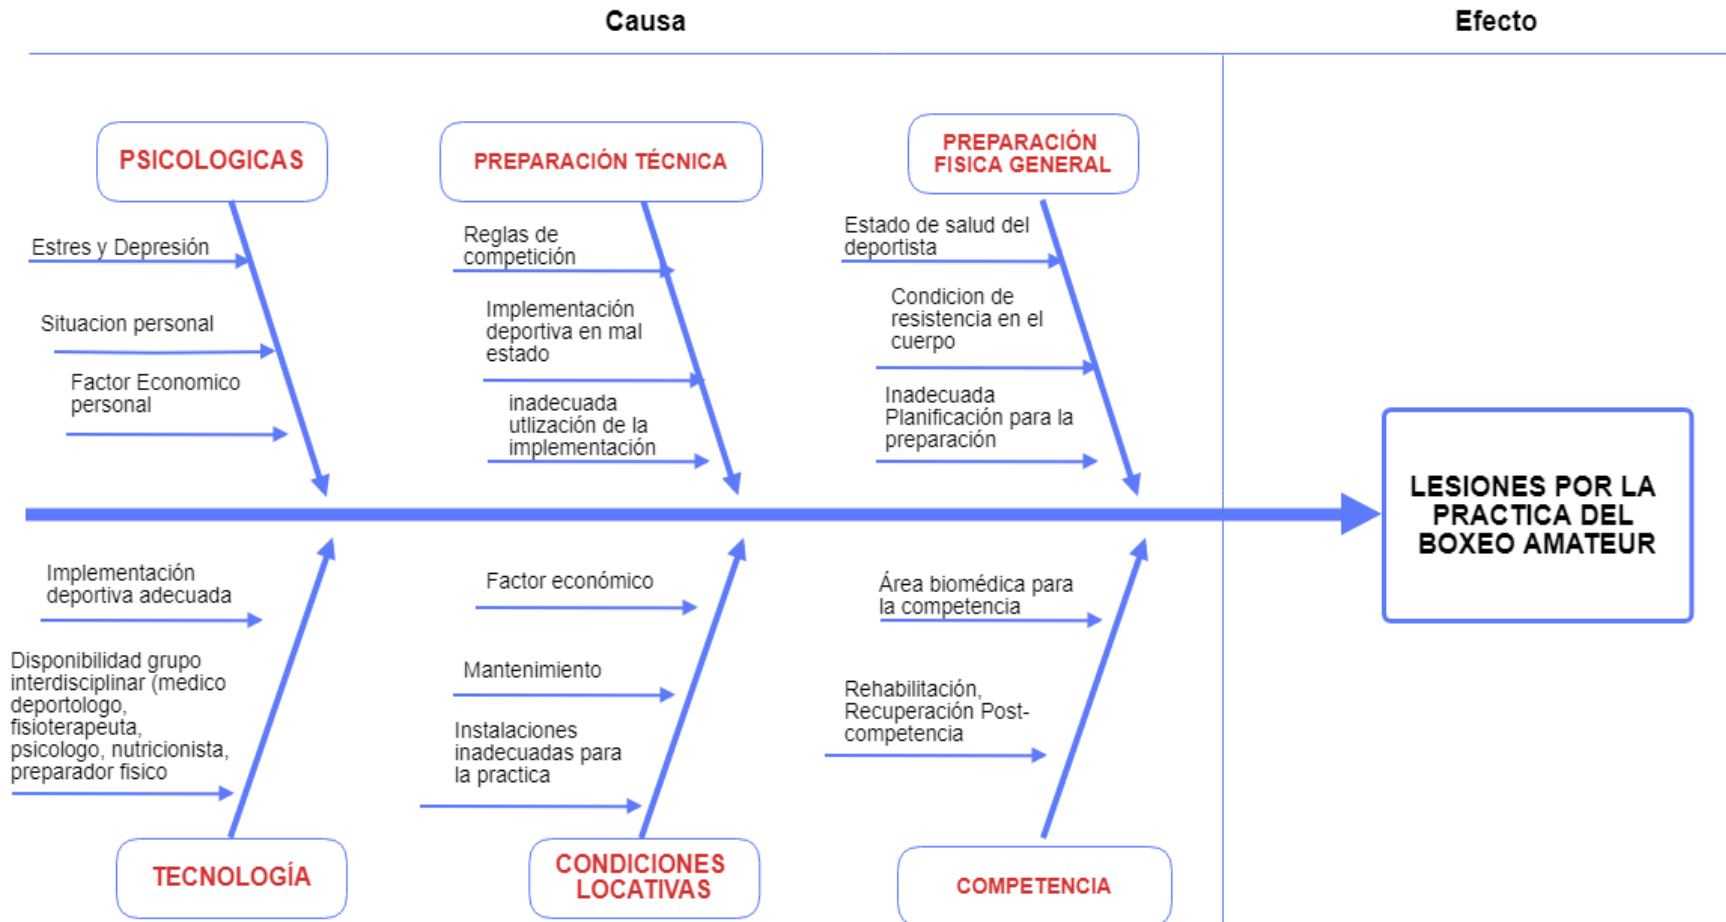 Causa
Efecto
PSICOLOGICAS
PREPARACIÓN TÉCNICA
PREPARACIÓN
FISICA GENERAL
Estres y Depresión
Situacion personal
Factor Economico
personal
Reglas de
competición
Implementación
deportiva en mal
estado
inadecuada
utlización de la
implementación
Estado de salud del
deportista
Condicion de
resistencia en el
cuerpo
Inadecuada
Planificación para la
preparación
LESIONES POR LA
PRACTICA DEL
BOXEO AMATEUR
Implementación
deportiva adecuada
Disponibilidad grupo
interdisciplinar (medico
deportologo,
fisioterapeuta,
psicologo, nutricionista,
preparador fisico
Factor económico
Mantenimiento
Instalaciones
inadecuadas para
la practica
Área biomédica para
la competencia
Rehabilitación,
Recuperación Post-
competencia
TECNOLOGÍA
CONDICIONES
LOCATIVAS
COMPETENCIA